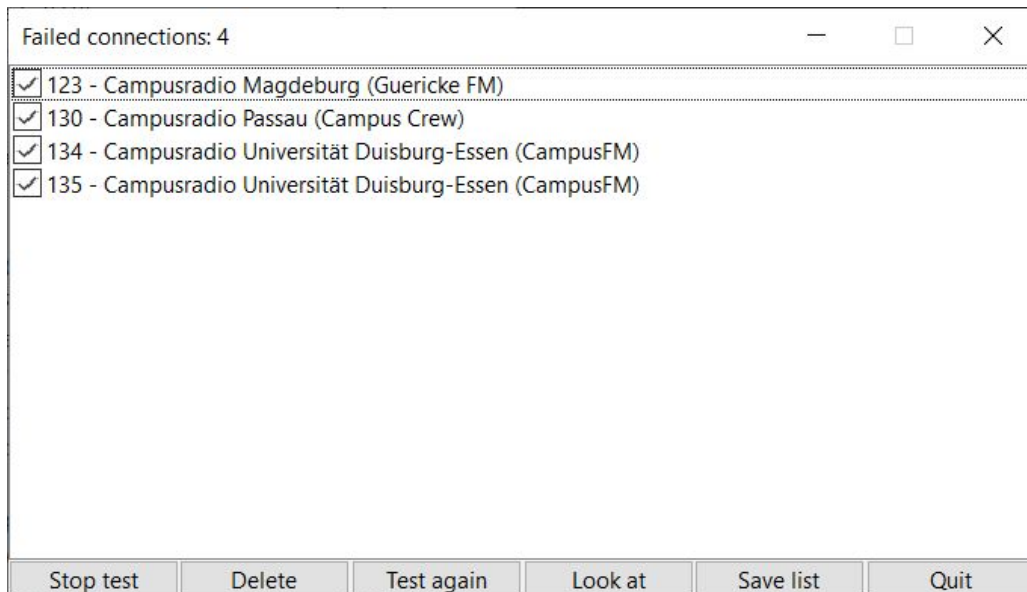 Failed connections: 4
123 - Campusradio Magdeburg (Guericke FM)
130 - Campusradio Passau (Campus Crew)
134 - Campusradio Universität Duisburg-Essen (CampusFM)
135 - Campusradio Universität Duisburg-Essen (CampusFM)
Stop test Delete Test again Look at Save list Quit